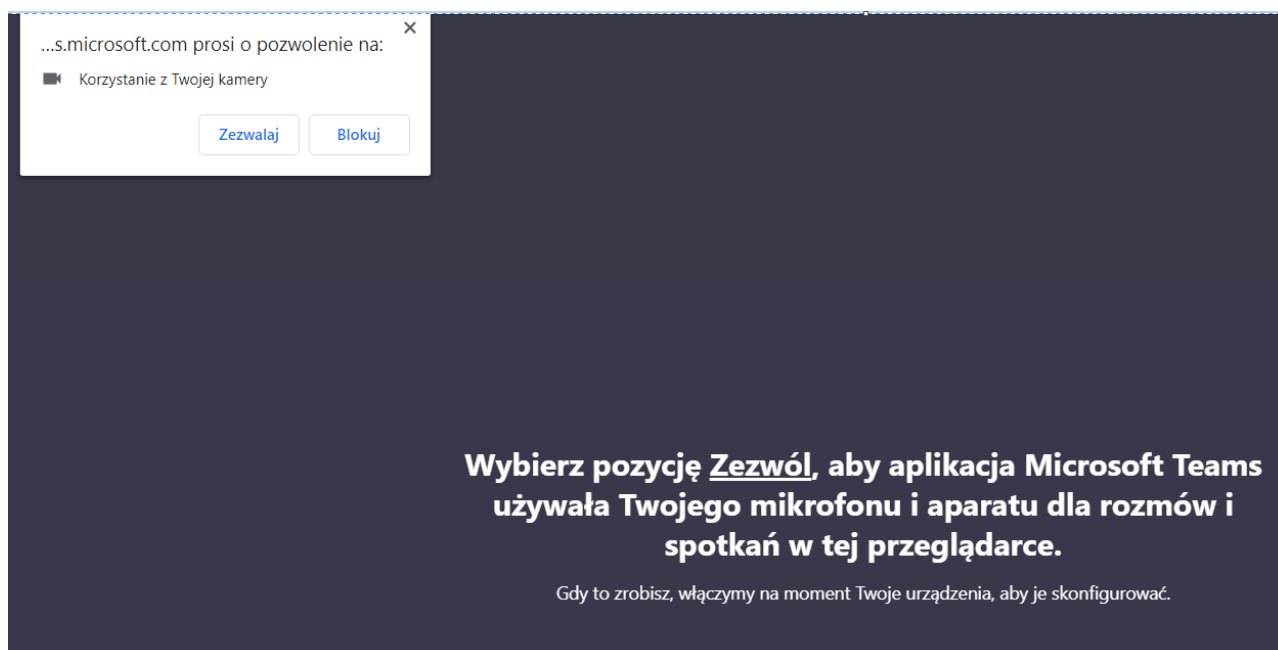 ...s.microsoft.com prosi o pozwolenie na:
Korzystanie z Twojej kamery
Zezwalaj Blokuj
Wybierz pozycję Zezwól, aby aplikacja Microsoft Teams
używała Twojego mikrofonu i aparatu dla rozmów i
spotkań w tej przeglądarce.
Gdy to zrobisz, włączymy na moment Twoje urządzenia, aby je skonfigurować.